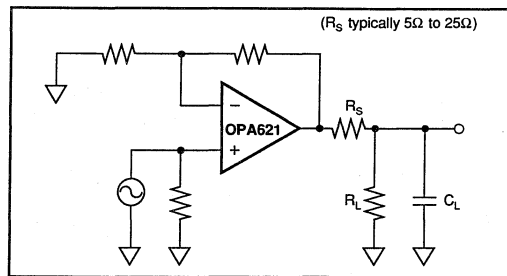 (RS typically 5Ω to 25Ω)
−
OPA621
+
RS
RL
CL